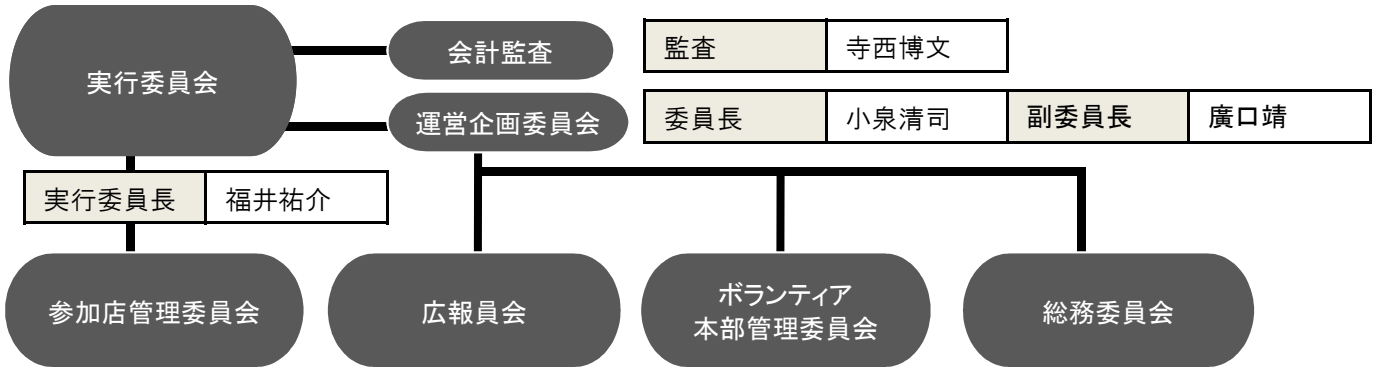 実行委員会
会計監査
監査 寺西博文
運営企画委員会
委員長 小泉清司 副委員長 廣口靖
実行委員長 福井祐介
参加店管理委員会
広報員会
ボランティア
本部管理委員会
総務委員会